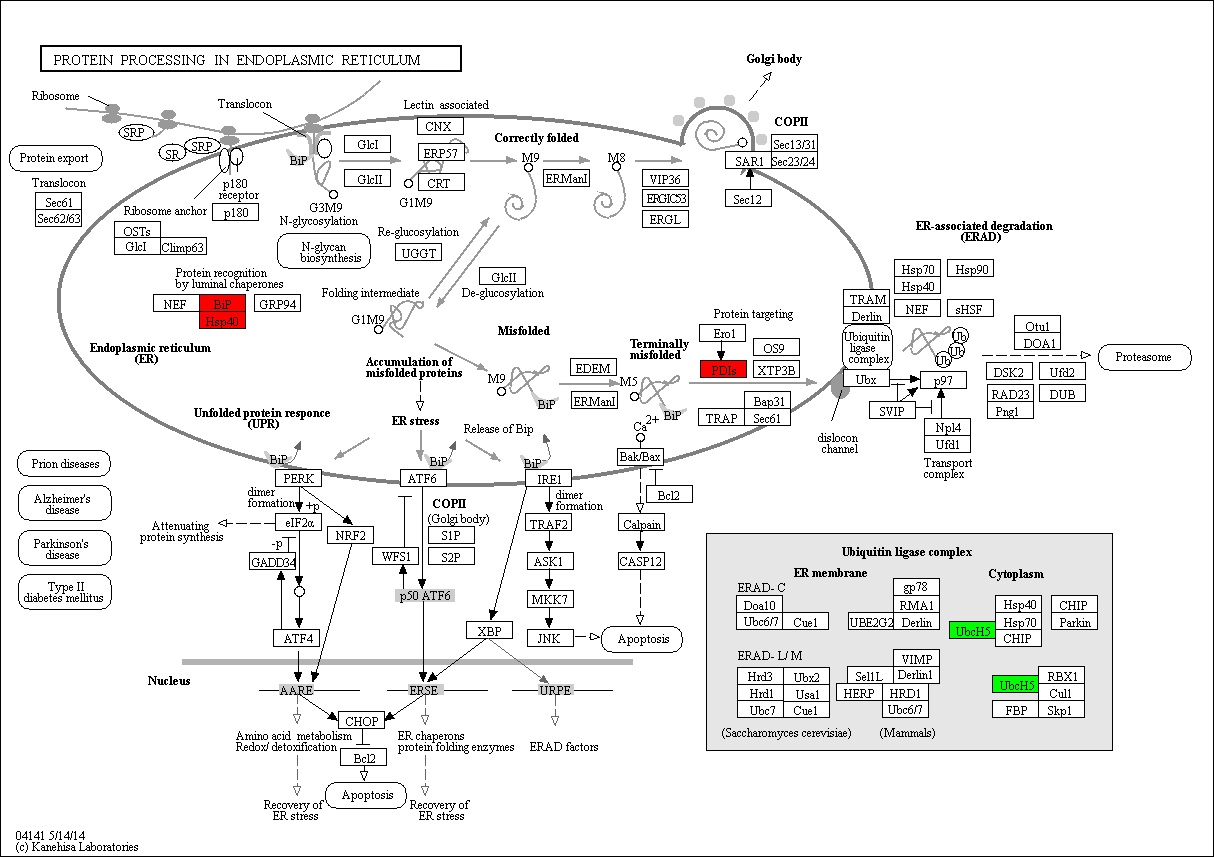 PROTEIN PROCESSING IN ENDOPLASMIC RETICULUM
Golgi body
Ribosome
Translocon
Lectin associated
SRP
SR
SRP
CNX
GlcI
ERP57
GlcII
CRT
G1M9
BiP
G3M9
N-glycosylation
Correctly folded
M9
ERManI
M8
VIP36
ERGIC53
ERGL
COPII
SAR1
Sec13/31
Sec23/24
Sec12
Protein export
Translocon
Sec61
Sec62/63
p180
receptor
p180
Ribosome anchor
OSTs
GlcI
Climp63
N-glycan
biosynthesis
Re-glucosylation
UGGT
GlcII
De-glucosylation
ER-associated degradation
(ERAD)
Protein recognition
by luminal chaperones
NEF
BiP
GRP94
Hsp40
Folding intermediate
G1M9
Endoplasmic reticulum
(ER)
Misfolded
Accumulation of
misfolded proteins
M9
BiP
EDEM
ERManI
Terminally
misfolded
M5
BiP
Protein targeting
Ero1
OS9
PDIs
XTP3B
Bap31
TRAP
Sec61
Hsp70
Hsp90
Hsp40
TRAM
Derlin
NEF
sHSF
Ubiquitin
ligase
complex
Ub
Ub
Ub
Otu1
DOA1
Proteasome
Ubx
p97
DSK2
Ufd2
RAD23
DUB
Png1
SVIP
Npl4
Ufd1
Transport
complex
dislocon
channel
Unfolded protein responce
(UPR)
ER stress
Release of Bip
Ca2+
BiP
BiP
BiP
Bak/Bax
PERK
ATF6
IRE1
Bcl2
Prion diseases
Alzheimer's
disease
Parkinson's
disease
Type II
diabetes mellitus
dimer
formation
+p
eIF2α
Attenuating
protein synthesis
-p
GADD34
NRF2
COPII
(Golgi body)
S1P
S2P
WFS1
p50 ATF6
dimer
formation
TRAF2
ASK1
MKK7
JNK
XBP
Calpain
CASP12
Apoptosis
ATF4
Nucleus
AARE
ERSE
URPE
CHOP
Amino acid metabolism
Redox/ detoxification
ER chaperons
protein folding enzymes
ERAD factors
Bcl2
Apoptosis
Recovery of
ER stress
Recovery of
ER stress
Ubiquitin ligase complex
ER membrane
Cytoplasm
ERAD- C
Doa10
Ubc6/7
Cue1
gp78
RMA1
UBE2G2
Derlin
Hsp40
CHIP
UbcH5
Hsp70
Parkin
CHIP
ERAD- L/ M
Hrd3
Ubx2
Hrd1
Usa1
Ubc7
Cue1
VIMP
Sel1L
Derlin1
HERP
HRD1
Ubc6/7
UbcH5
RBX1
Cul1
FBP
Skp1
(Saccharomyces cerevisiae)
(Mammals)
04141 5/14/14
(c) Kanehisa Laboratories